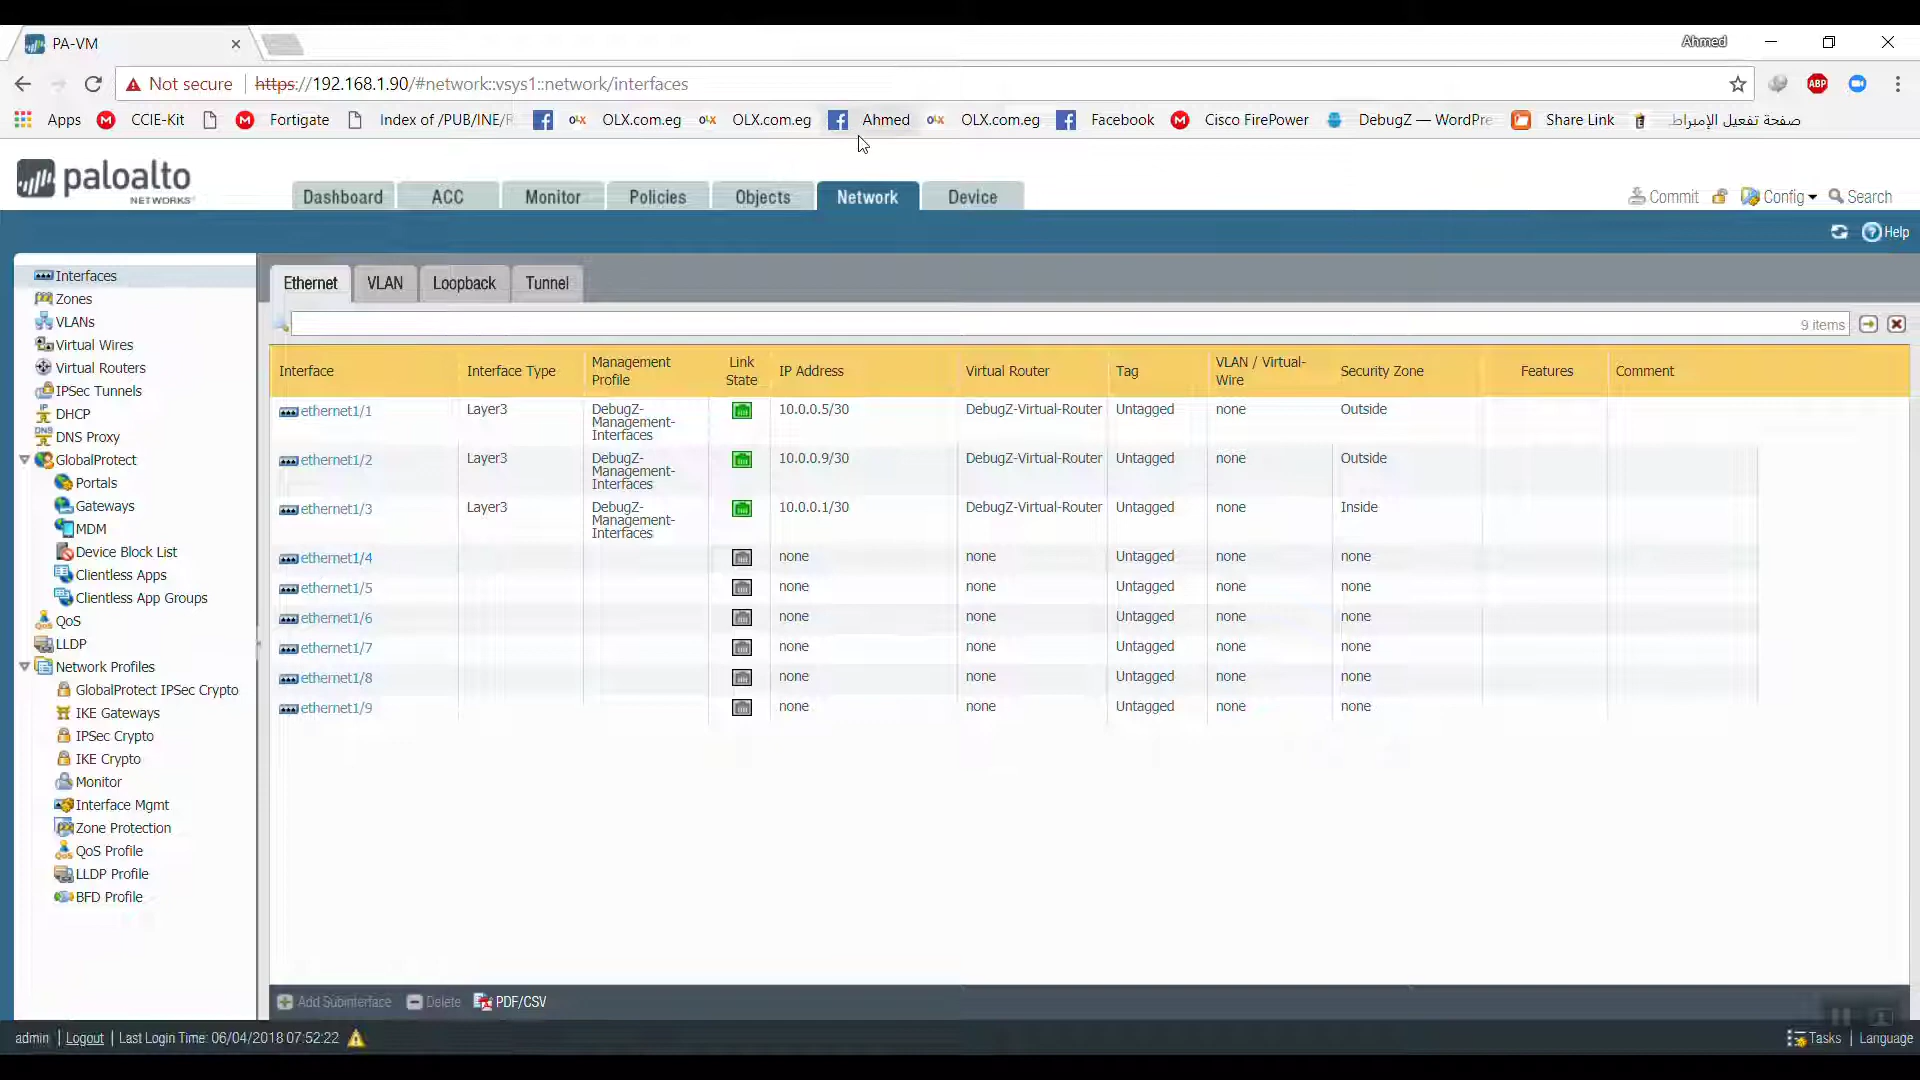 PA-VM
Ahmed
Not secure https://192.168.1.90/#network::vsys1::network/interfaces
ABP
Apps CCIE-Kit Fortigate Index of /PUB/INE/R OLX.com.eg OLX.com.eg Ahmed OLX.com.eg Facebook Cisco FirePower DebugZ — WordPre Share Link صفحة تفعيل الإمبراط
paloalto
NETWORKS
Dashboard ACC Monitor Policies Objects Network Device
Commit Config Search
Help
Interfaces
Zones
VLANs
Virtual Wires
Virtual Routers
IPSec Tunnels
DHCP
DNS Proxy
GlobalProtect
Portals
Gateways
MDM
Device Block List
Clientless Apps
Clientless App Groups
QoS
LLDP
Network Profiles
GlobalProtect IPSec Crypto
IKE Gateways
IPSec Crypto
IKE Crypto
Monitor
Interface Mgmt
Zone Protection
QoS Profile
LLDP Profile
BFD Profile
Ethernet VLAN Loopback Tunnel
9 items
Interface Interface Type Management Profile Link State IP Address Virtual Router Tag VLAN / Virtual-Wire Security Zone Features Comment
ethernet1/1 Layer3 DebugZ-Management-Interfaces 10.0.0.5/30 DebugZ-Virtual-Router Untagged none Outside
ethernet1/2 Layer3 DebugZ-Management-Interfaces 10.0.0.9/30 DebugZ-Virtual-Router Untagged none Outside
ethernet1/3 Layer3 DebugZ-Management-Interfaces 10.0.0.1/30 DebugZ-Virtual-Router Untagged none Inside
ethernet1/4 none none Untagged none none
ethernet1/5 none none Untagged none none
ethernet1/6 none none Untagged none none
ethernet1/7 none none Untagged none none
ethernet1/8 none none Untagged none none
ethernet1/9 none none Untagged none none
Add Subinterface Delete PDF/CSV
admin | Logout | Last Login Time: 06/04/2018 07:52:22
Tasks | Language